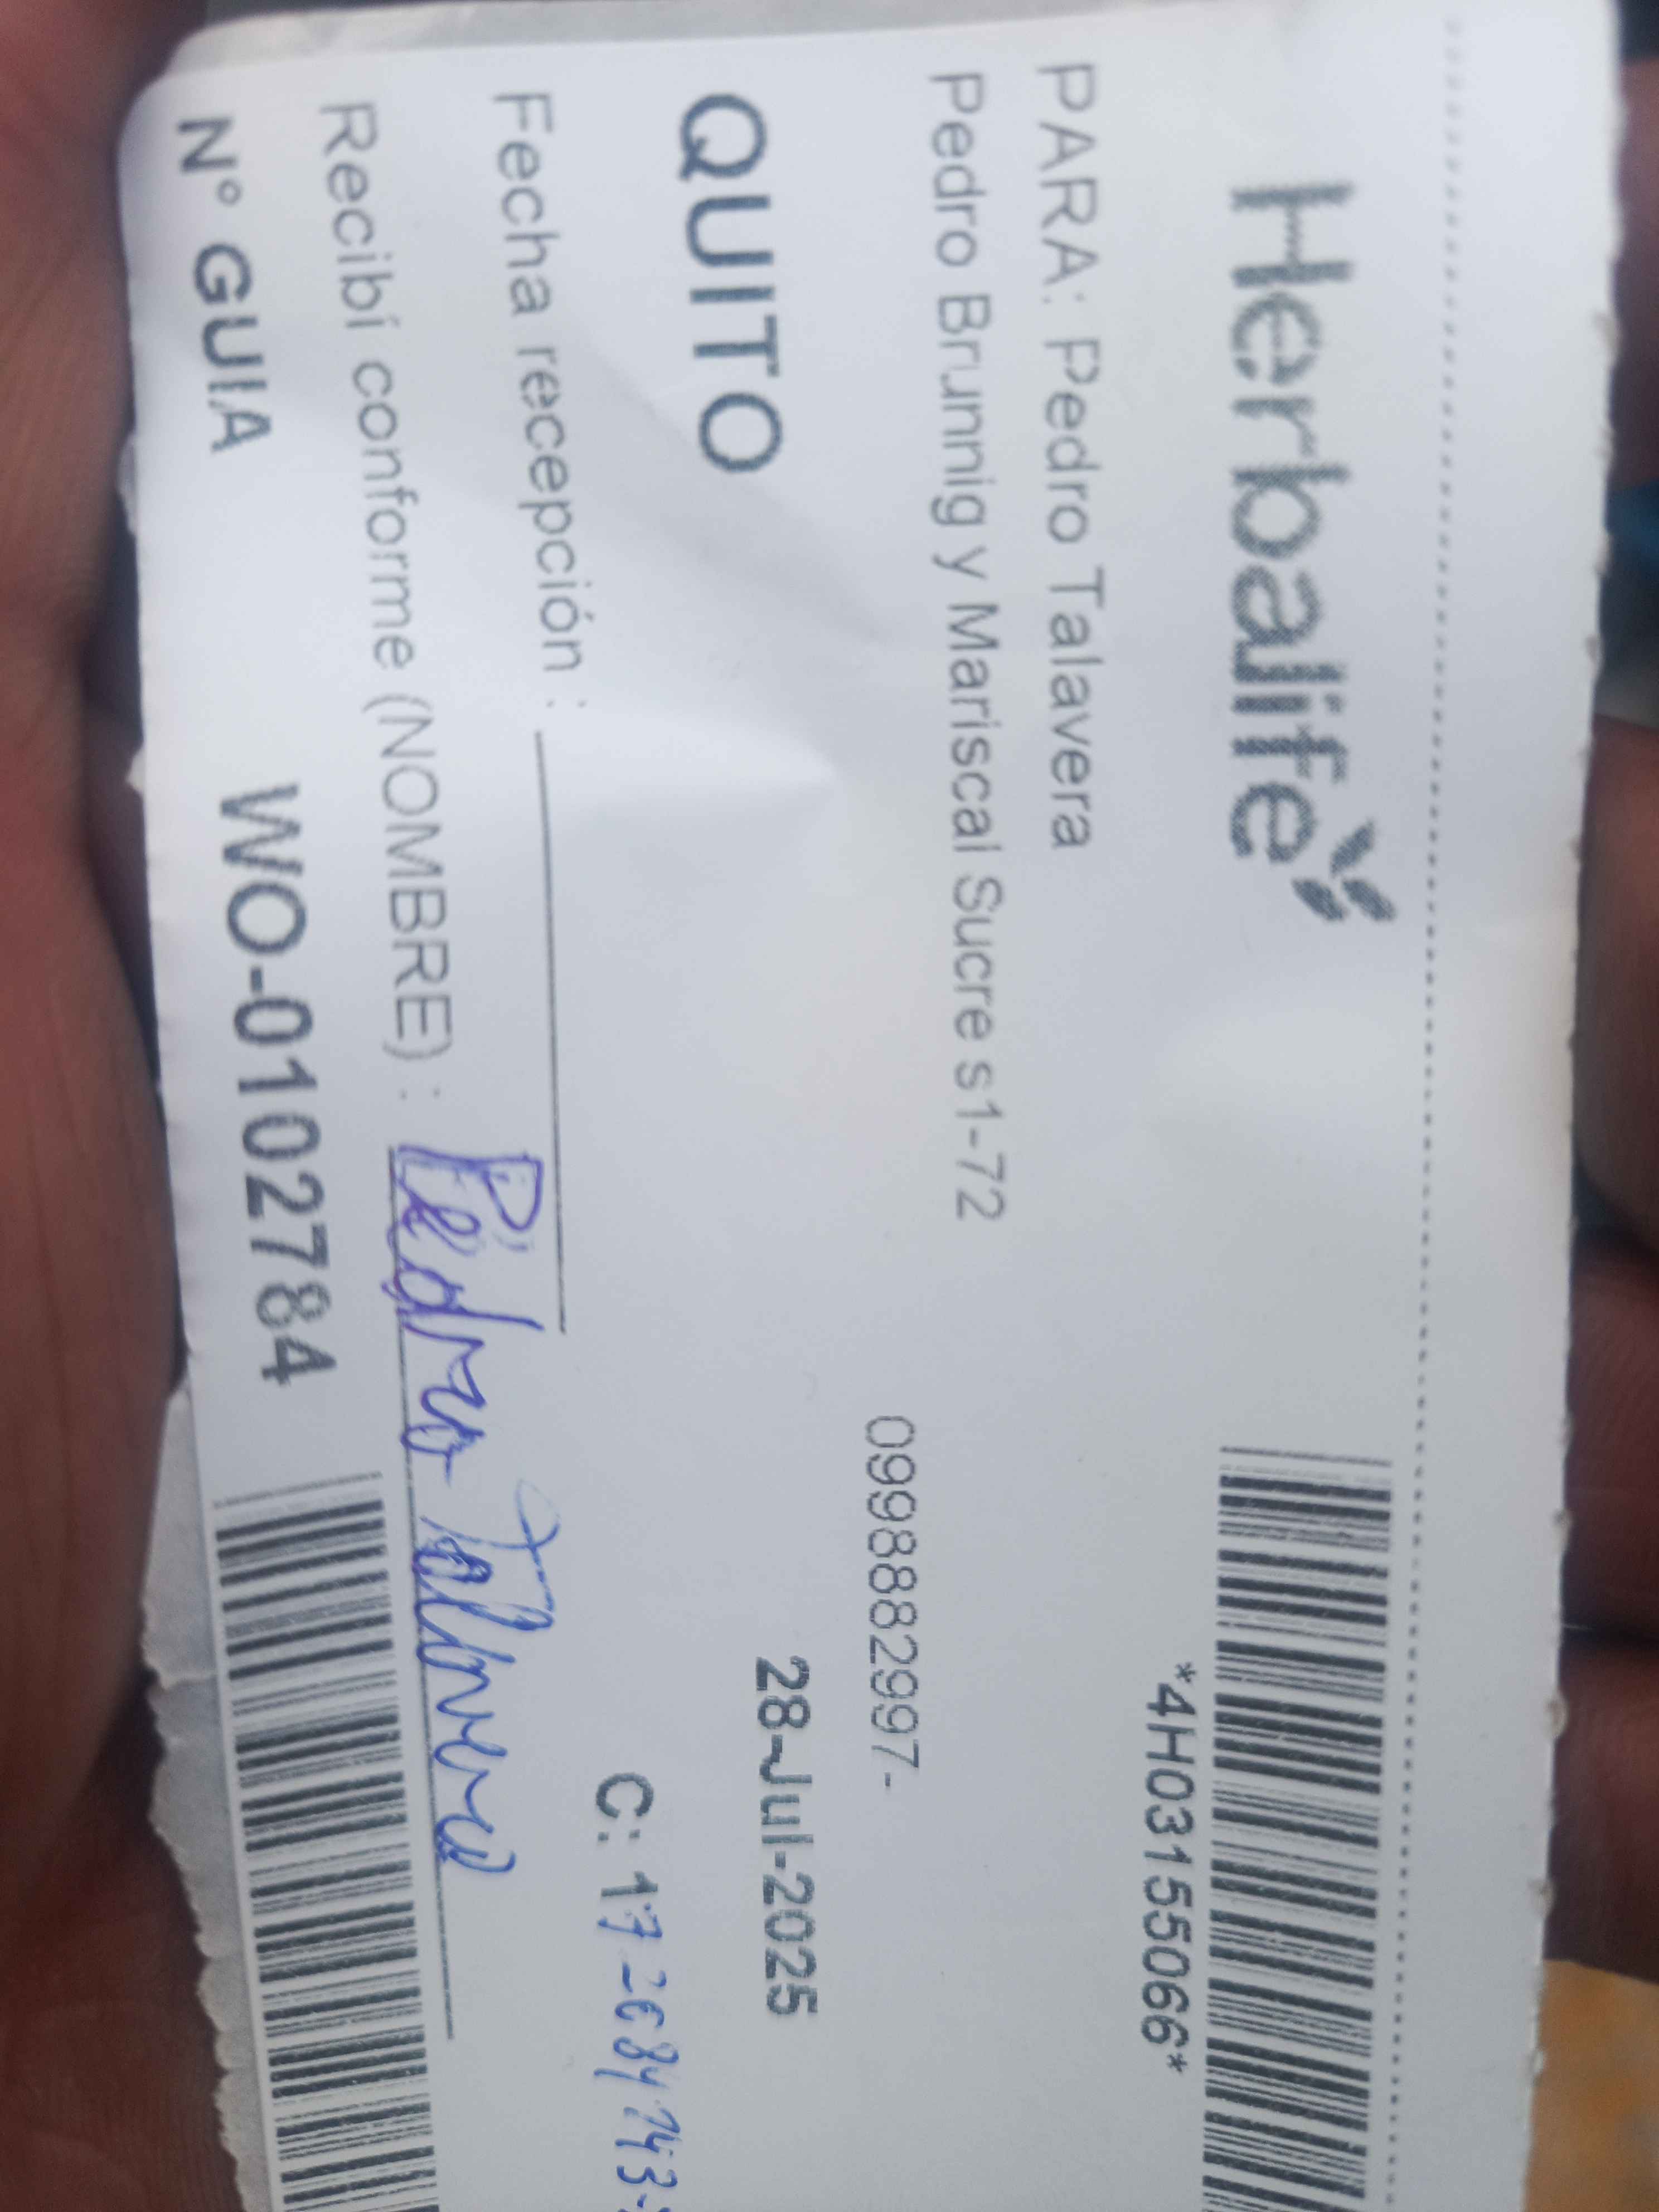 Herbalife
*4H03155066*
PARA: Pedro Talavera
Pedro Brunnig y Mariscal Sucre s1-72
0998882997-
QUITO
28-Jul-2025
Fecha recepción :
C:
Recibí conforme (NOMBRE) : Pedro Talavera
N° GUIA WO-0102784